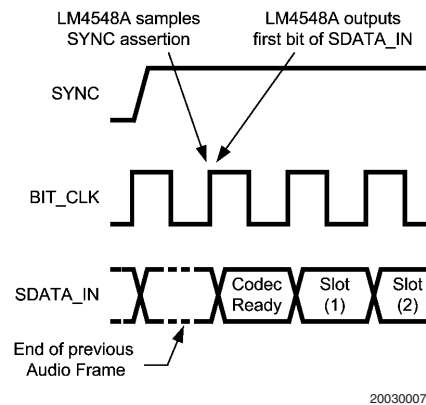 LM4548A samples
SYNC assertion
LM4548A outputs
first bit of SDATA_IN
SYNC
BIT_CLK
SDATA_IN
Codec
Ready
Slot
(1)
Slot
(2)
End of previous
Audio Frame
20030007